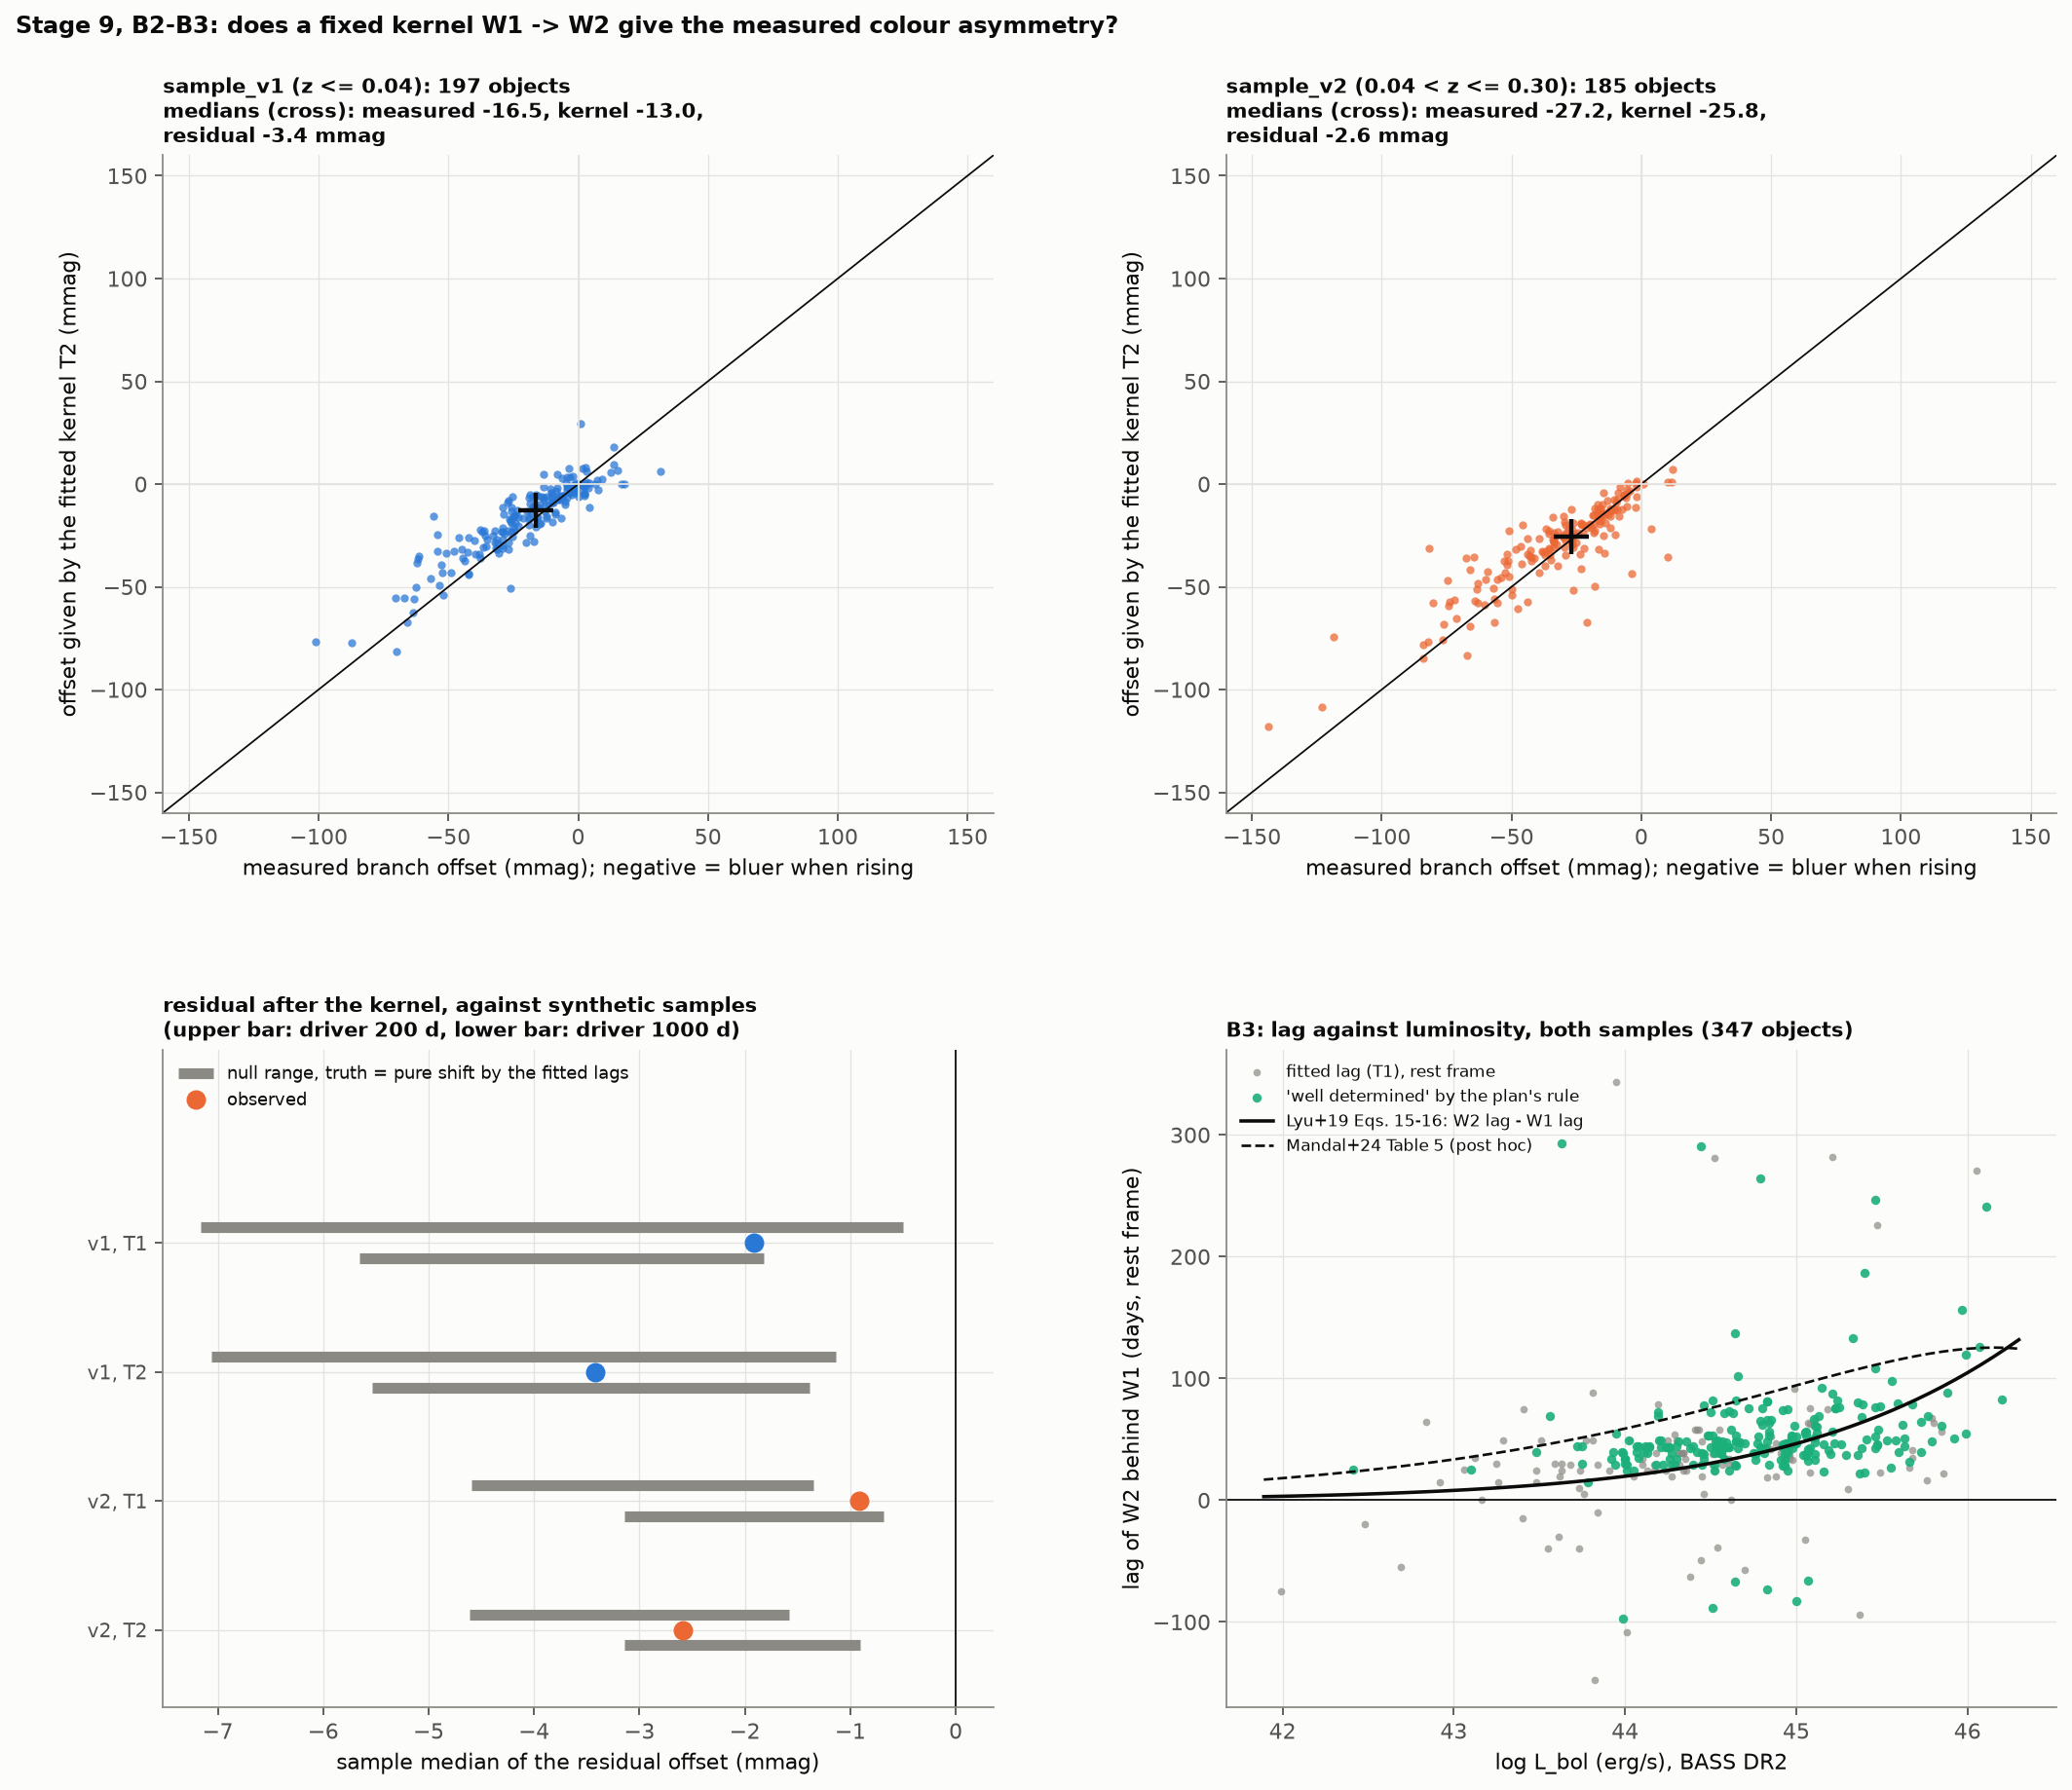 Stage 9, B2-B3: does a fixed kernel W1 -> W2 give the measured colour asymmetry?
sample_v1 (z <= 0.04): 197 objects
medians (cross): measured -16.5, kernel -13.0,
residual -3.4 mmag
150
100
50
0
−50
−100
−150
offset given by the fitted kernel T2 (mmag)
−150
−100
−50
0
50
100
150
measured branch offset (mmag); negative = bluer when rising
sample_v2 (0.04 < z <= 0.30): 185 objects
medians (cross): measured -27.2, kernel -25.8,
residual -2.6 mmag
150
100
50
0
−50
−100
−150
offset given by the fitted kernel T2 (mmag)
−150
−100
−50
0
50
100
150
measured branch offset (mmag); negative = bluer when rising
residual after the kernel, against synthetic samples
(upper bar: driver 200 d, lower bar: driver 1000 d)
null range, truth = pure shift by the fitted lags
observed
v1, T1
v1, T2
v2, T1
v2, T2
−7
−6
−5
−4
−3
−2
−1
0
sample median of the residual offset (mmag)
B3: lag against luminosity, both samples (347 objects)
fitted lag (T1), rest frame
'well determined' by the plan's rule
Lyu+19 Eqs. 15-16: W2 lag - W1 lag
Mandal+24 Table 5 (post hoc)
300
200
100
0
−100
lag of W2 behind W1 (days, rest frame)
42
43
44
45
46
log L_bol (erg/s), BASS DR2